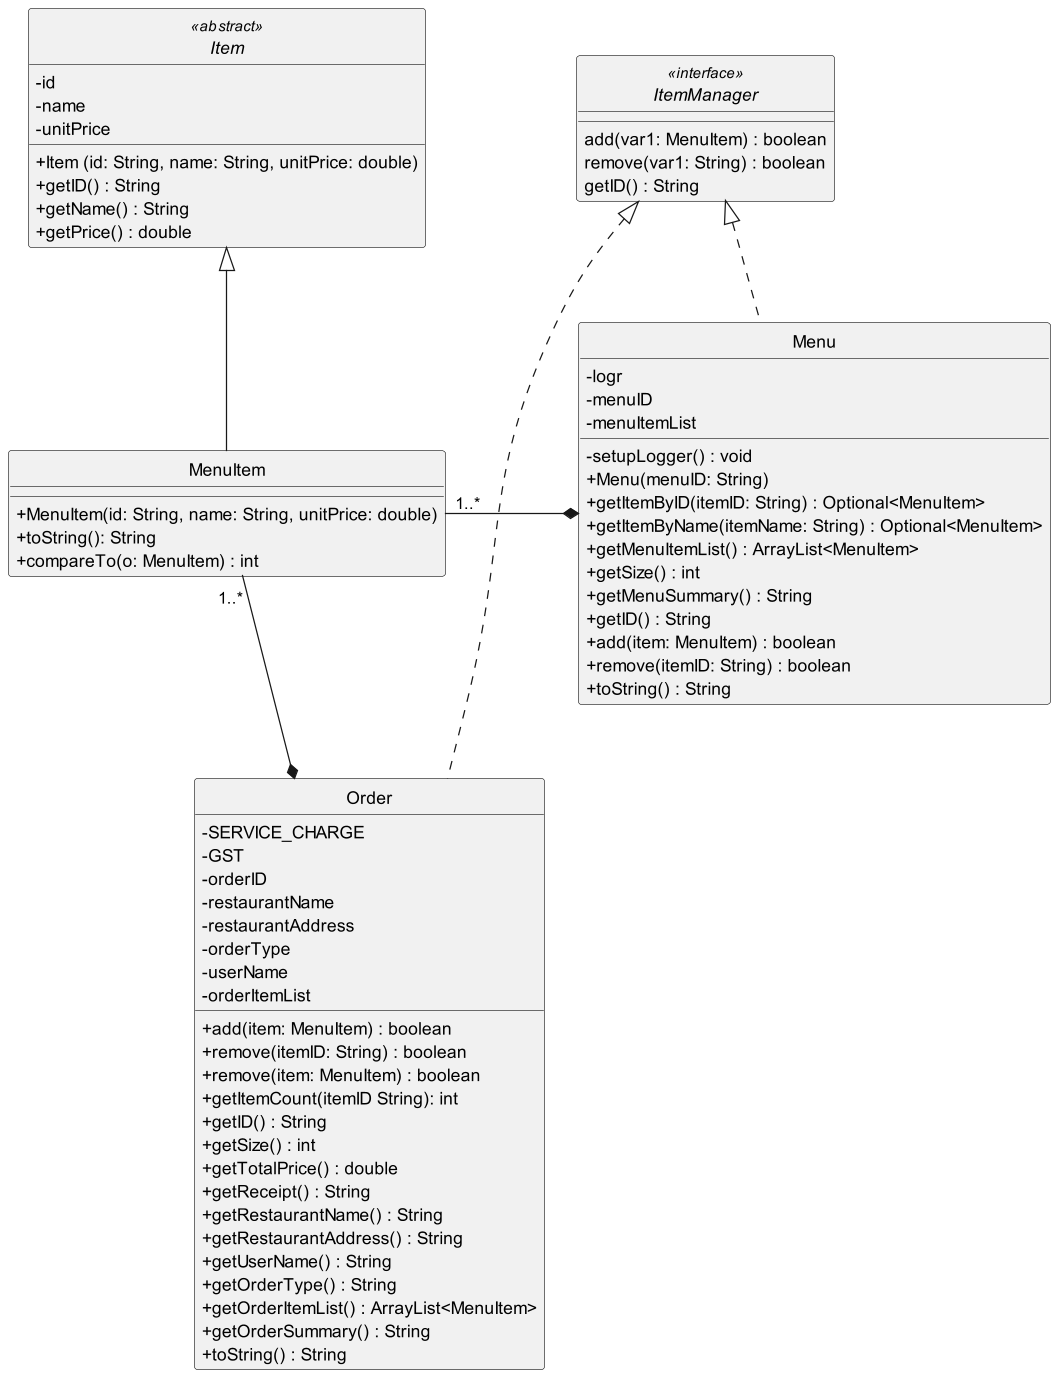 «abstract»
Item
-id
-name
-unitPrice
+Item (id: String, name: String, unitPrice: double)
+getID() : String
+getName() : String
+getPrice() : double
«interface»
ItemManager
add(var1: MenuItem) : boolean
remove(var1: String) : boolean
getID() : String
Menu
-logr
-menuID
-menuItemList
-setupLogger() : void
+Menu(menuID: String)
+getItemByID(itemID: String) : Optional<MenuItem>
+getItemByName(itemName: String) : Optional<MenuItem>
+getMenuItemList() : ArrayList<MenuItem>
+getSize() : int
+getMenuSummary() : String
+getID() : String
+add(item: MenuItem) : boolean
+remove(itemID: String) : boolean
+toString() : String
MenuItem
+MenuItem(id: String, name: String, unitPrice: double)
+toString(): String
+compareTo(o: MenuItem) : int
1..*
1..*
Order
-SERVICE_CHARGE
-GST
-orderID
-restaurantName
-restaurantAddress
-orderType
-userName
-orderItemList
+add(item: MenuItem) : boolean
+remove(itemID: String) : boolean
+remove(item: MenuItem) : boolean
+getItemCount(itemID String): int
+getID() : String
+getSize() : int
+getTotalPrice() : double
+getReceipt() : String
+getRestaurantName() : String
+getRestaurantAddress() : String
+getUserName() : String
+getOrderType() : String
+getOrderItemList() : ArrayList<MenuItem>
+getOrderSummary() : String
+toString() : String